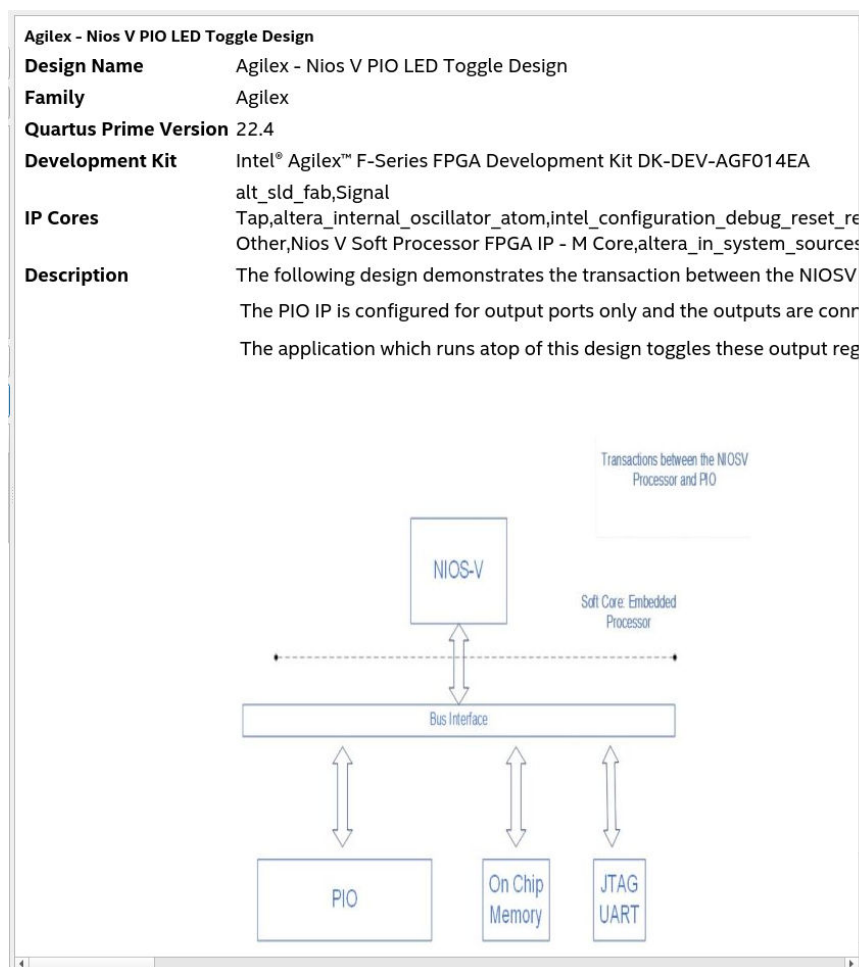 Agilex - Nios V PIO LED Toggle Design
Design Name Agilex - Nios V PIO LED Toggle Design
Family Agilex
Quartus Prime Version 22.4
Development Kit Intel® Agilex™ F-Series FPGA Development Kit DK-DEV-AGF014EA
alt_sld_fab,Signal
IP Cores Tap,altera_internal_oscillator_atom,intel_configuration_debug_reset_re
Other,Nios V Soft Processor FPGA IP - M Core,altera_in_system_sources
Description The following design demonstrates the transaction between the NIOSV
The PIO IP is configured for output ports only and the outputs are conn
The application which runs atop of this design toggles these output reg
Transactions between the NIOSV
Processor and PIO
NIOS-V
Soft Core: Embedded
Processor
Bus Interface
PIO
On Chip
Memory
JTAG
UART